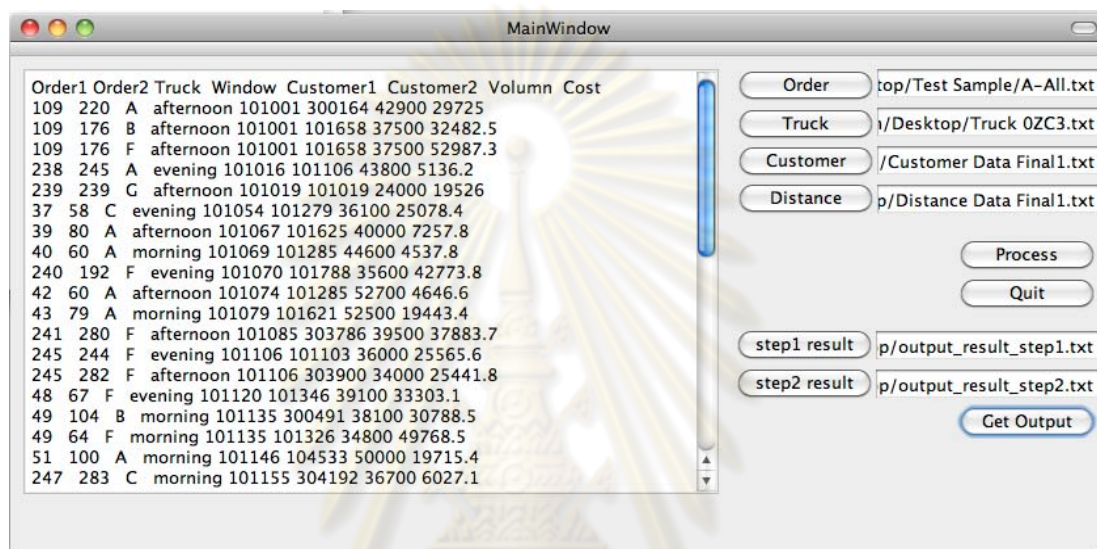 MainWindow
Order1 Order2 Truck Window Customer1 Customer2 Volumn Cost
109 220 A afternoon 101001 300164 42900 29725
109 176 B afternoon 101001 101658 37500 32482.5
109 176 F afternoon 101001 101658 37500 52987.3
238 245 A evening 101016 101106 43800 5136.2
239 239 G afternoon 101019 101019 24000 19526
37 58 C evening 101054 101279 36100 25078.4
39 80 A afternoon 101067 101625 40000 7257.8
40 60 A morning 101069 101285 44600 4537.8
240 192 F evening 101070 101788 35600 42773.8
42 60 A afternoon 101074 101285 52700 4646.6
43 79 A morning 101079 101621 52500 19443.4
241 280 F afternoon 101085 303786 39500 37883.7
245 244 F evening 101106 101103 36000 25565.6
245 282 F afternoon 101106 303900 34000 25441.8
48 67 F evening 101120 101346 39100 33303.1
49 104 B morning 101135 300491 38100 30788.5
49 64 F morning 101135 101326 34800 49768.5
51 100 A morning 101146 104533 50000 19715.4
247 283 C morning 101155 304192 36700 6027.1
Order top/Test Sample/A-All.txt
Truck /Desktop/Truck 0ZC3.txt
Customer /Customer Data Final1.txt
Distance p/Distance Data Final1.txt
Process
Quit
step1 result p/output_result_step1.txt
step2 result p/output_result_step2.txt
Get Output